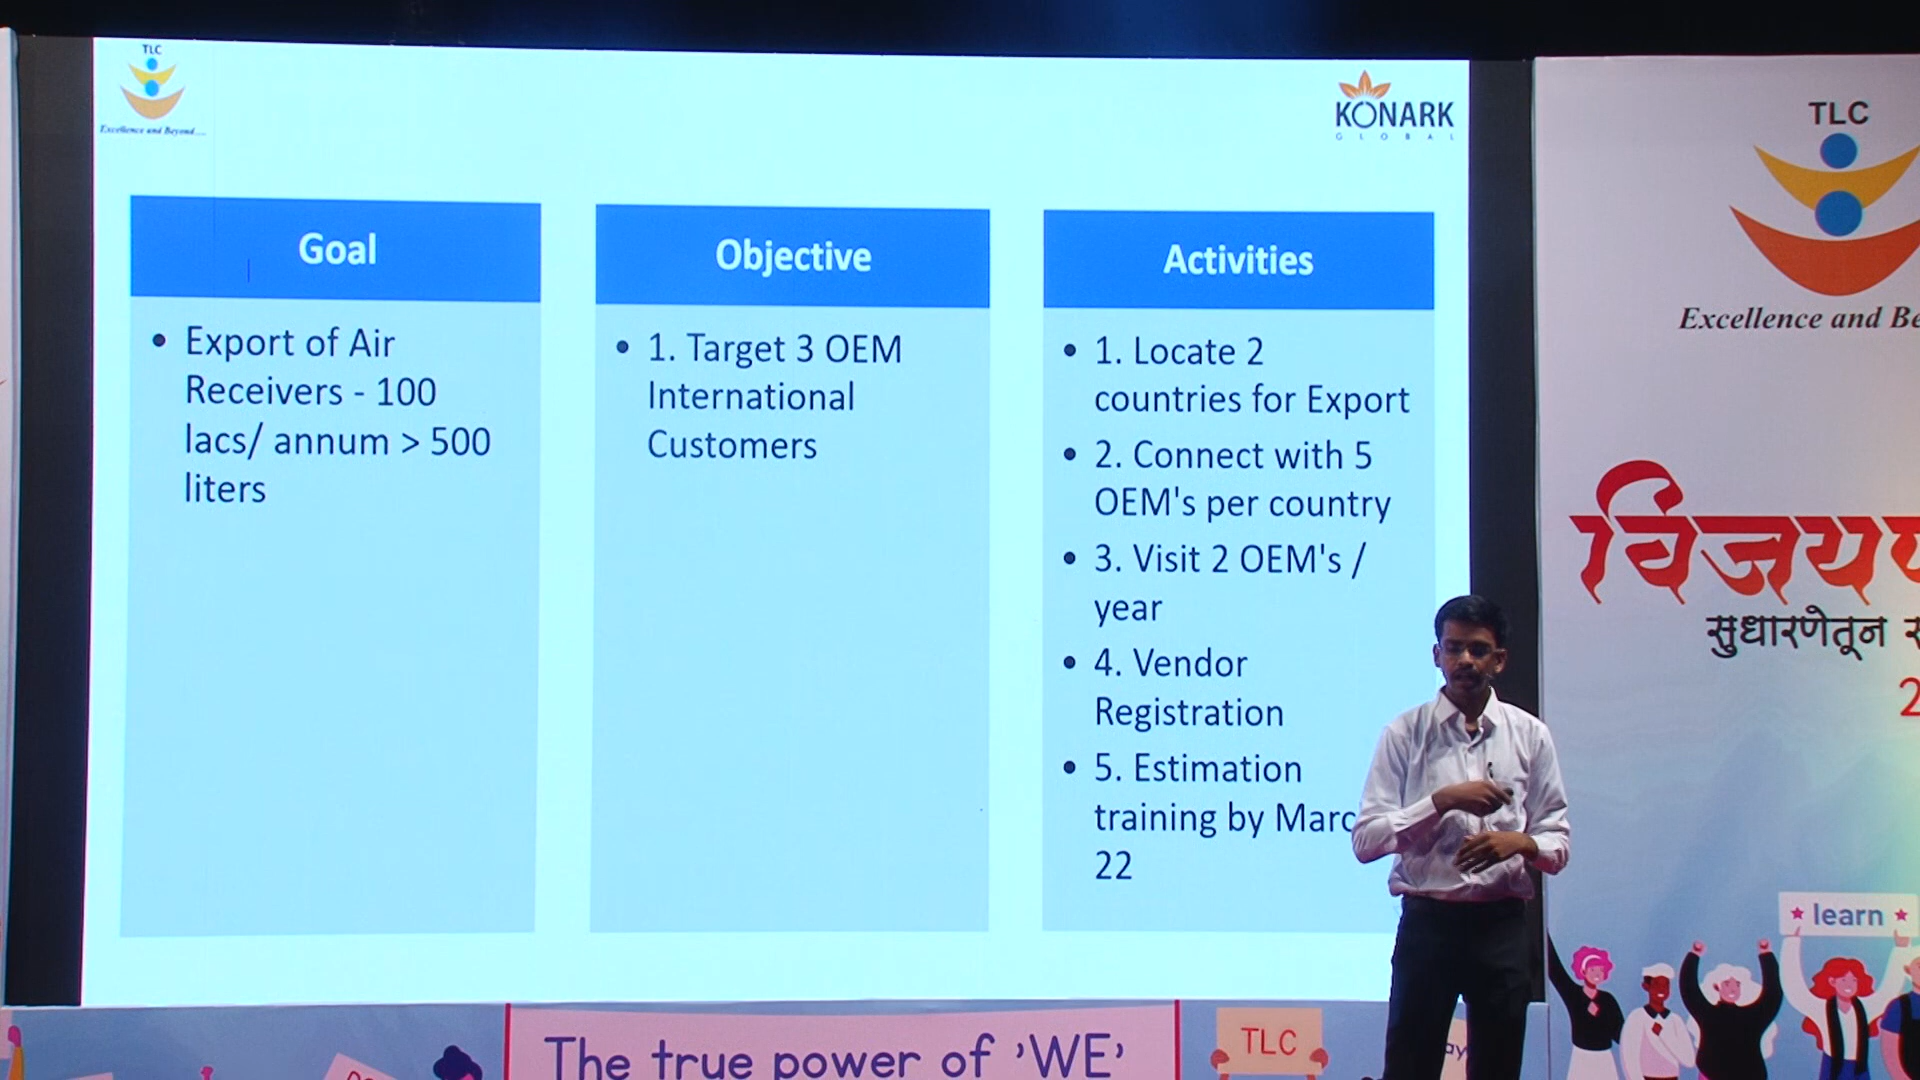 TLC
Excellence and Beyond....
KONARK
GLOBAL
Goal
• Export of Air
Receivers - 100
lacs/ annum > 500
liters
Objective
• 1. Target 3 OEM
International
Customers
Activities
• 1. Locate 2
countries for Export
• 2. Connect with 5
OEM's per country
• 3. Visit 2 OEM's /
year
• 4. Vendor
Registration
• 5. Estimation
training by Marc
22
TLC
Excellence and Be
विजयप
सुधारणेतून
2
learn
The true power of 'WE'
TLC
ay